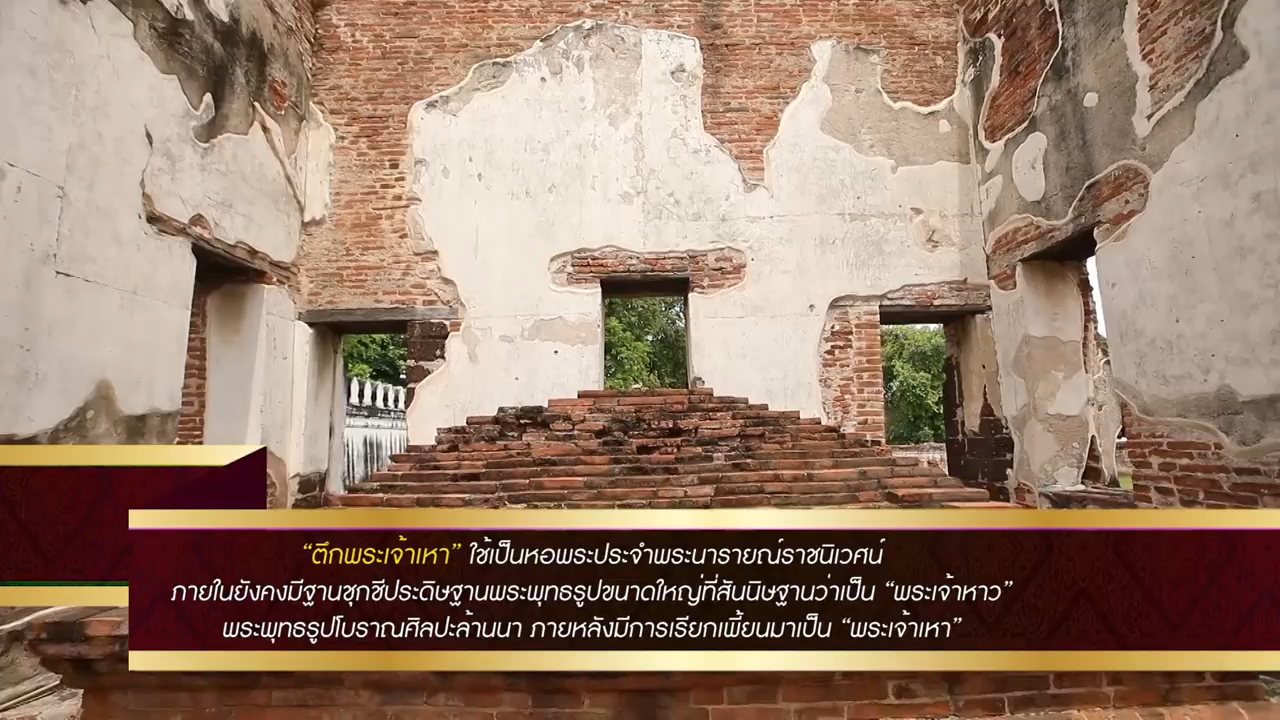 “ตึกพระเจ้าเหา” ใช้เป็นหอพระประจำพระนารายณ์ราชนิเวศน์
ภายในยังคงมีฐานชุกชีประดิษฐานพระพุทธรูปขนาดใหญ่ที่สันนิษฐานว่าเป็น “พระเจ้าหาว”
พระพุทธรูปโบราณศิลปะล้านนา ภายหลังมีการเรียกเพี้ยนมาเป็น “พระเจ้าเหา”